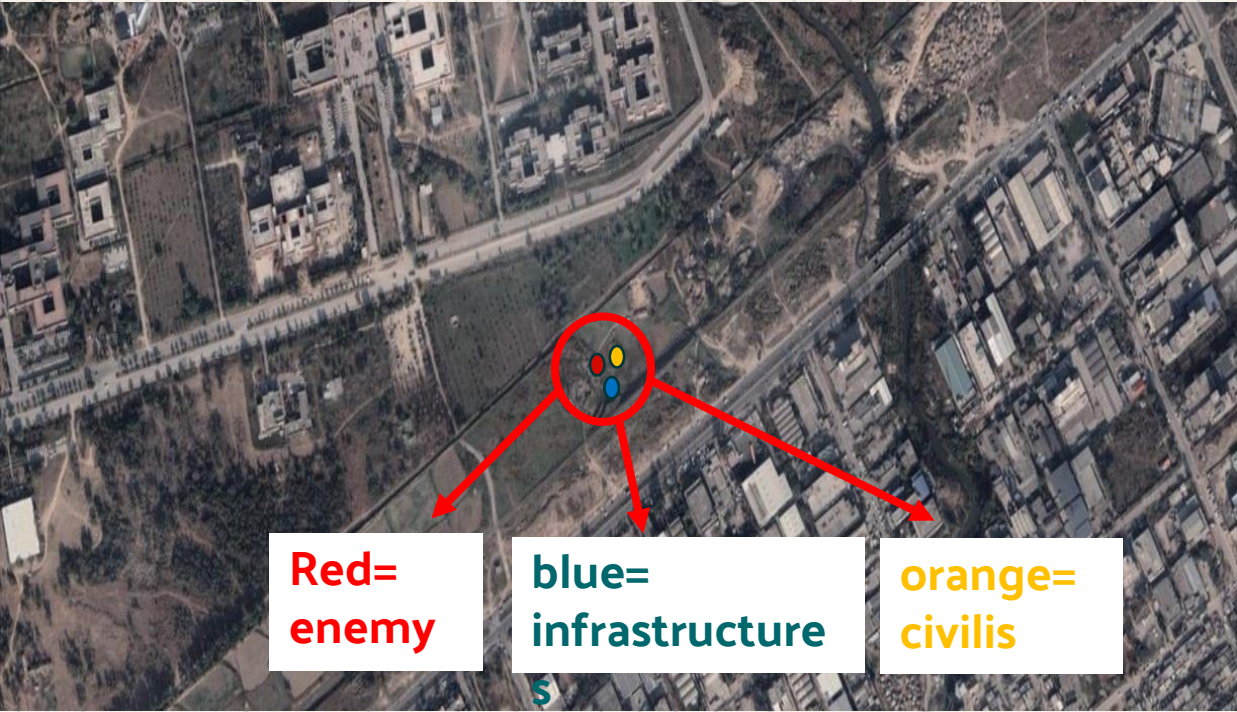 Red=
enemy
blue=
infrastructure
s
orange=
civilis